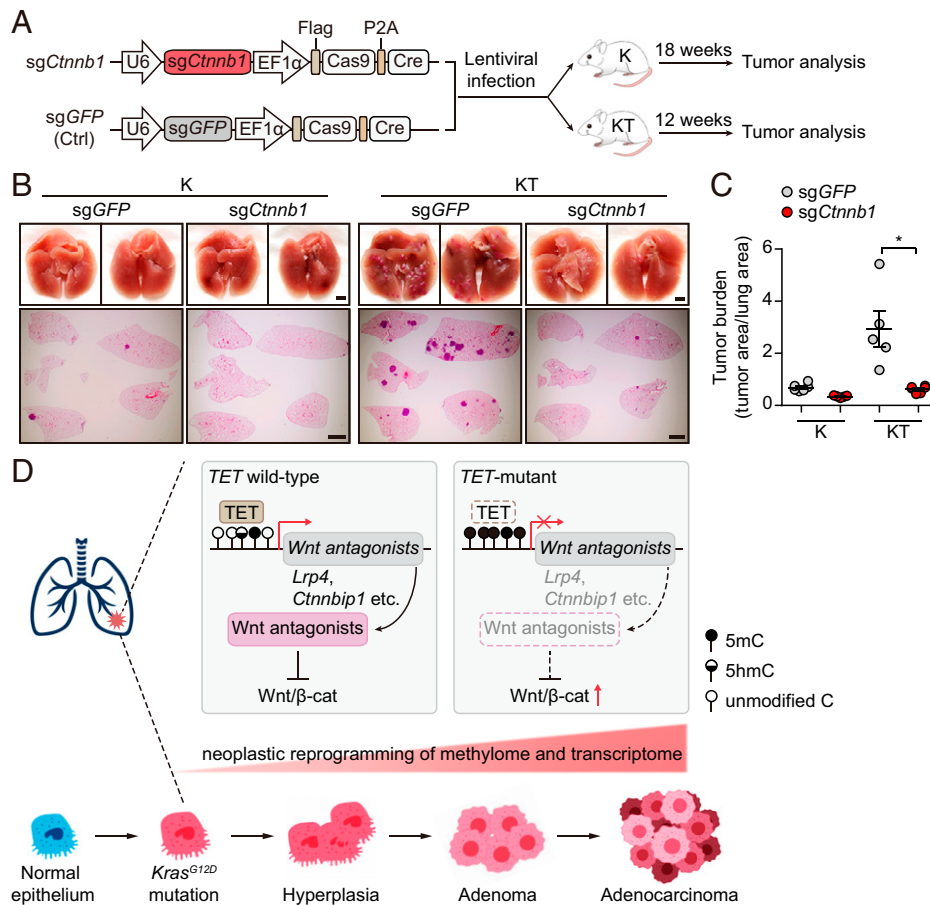 A
Flag P2A
sgCtnnb1 U6 sgCtnnb1 EF1α Cas9 Cre
sgGFP
(Ctrl) U6 sgGFP EF1α Cas9 Cre
Lentiviral
infection
K 18 weeks Tumor analysis
KT 12 weeks Tumor analysis
B
K KT
sgGFP sgCtnnb1 sgGFP sgCtnnb1
C
sgGFP
sgCtnnb1
Tumor burden
(tumor area/lung area)
6
4
2
0
*
K KT
D
TET wild-type
TET
Wnt antagonists
Lrp4,
Ctnnbip1 etc.
Wnt antagonists
Wnt/β-cat
TET-mutant
TET
Wnt antagonists
Lrp4,
Ctnnbip1 etc.
Wnt antagonists
Wnt/β-cat
5mC
5hmC
unmodified C
neoplastic reprogramming of methylome and transcriptome
Normal
epithelium
KrasG12D
mutation
Hyperplasia
Adenoma
Adenocarcinoma